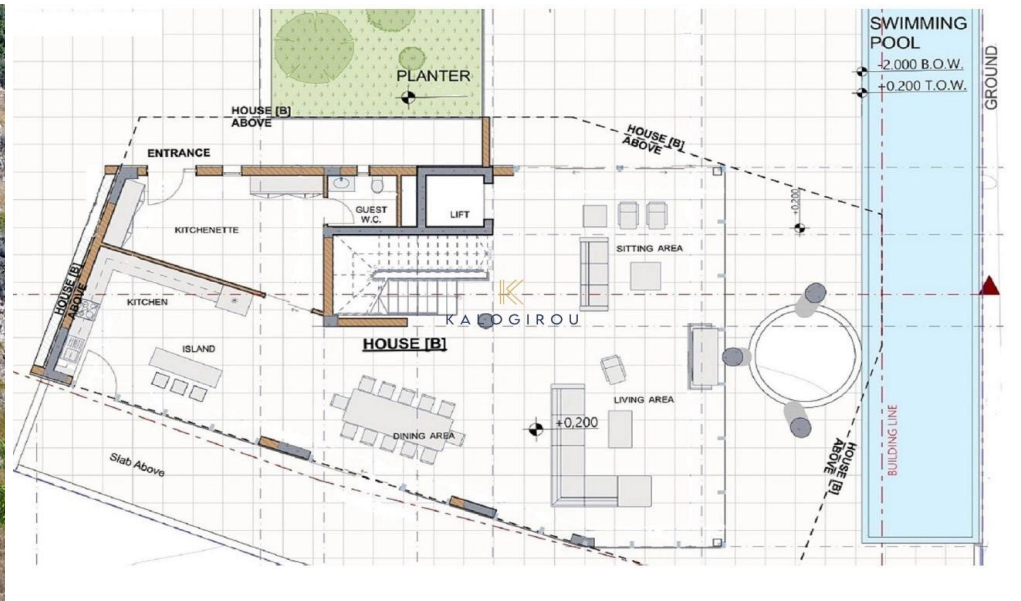 SWIMMING
POOL
-2.000 B.O.W.
+0.200 T.O.W.
GROUND
PLANTER
HOUSE [B]
ABOVE
HOUSE [B]
ABOVE
ENTRANCE
GUEST
W.C.
LIFT
KITCHENETTE
+0,200
SITTING AREA
HOUSE [B]
ABOVE
KITCHEN
KALOGIROU
HOUSE [B]
ISLAND
LIVING AREA
DINING AREA
+0,200
BUILDING LINE
HOUSE [B]
ABOVE
Slab Above